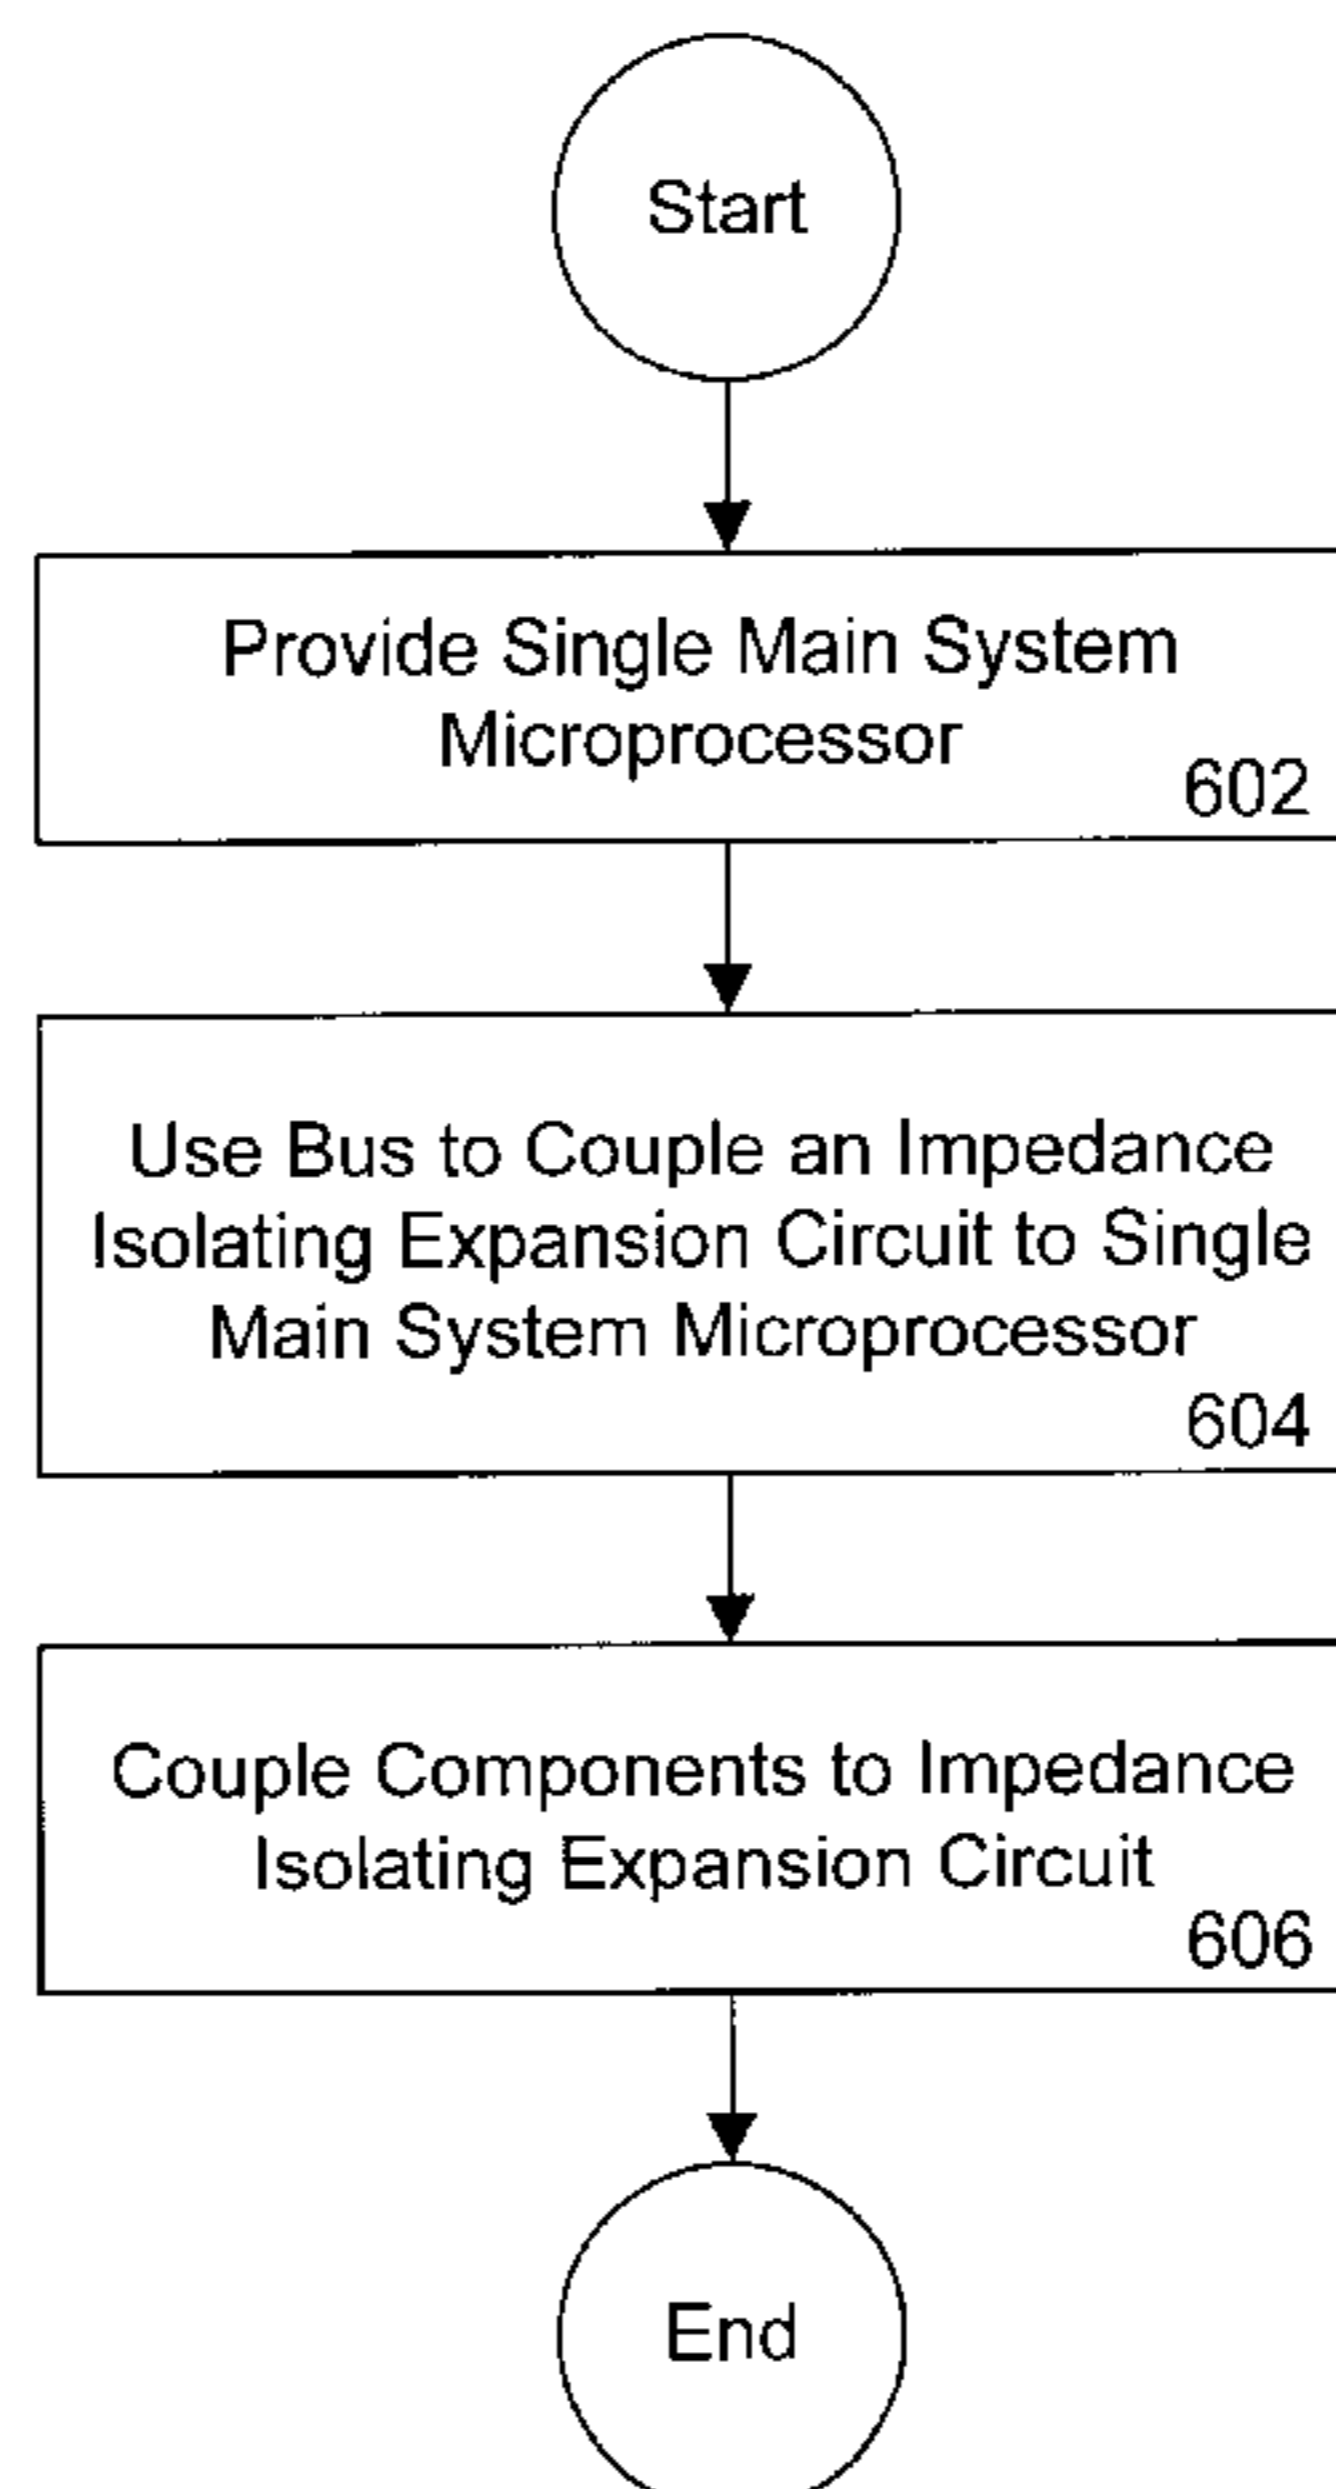 Start
Provide Single Main System
Microprocessor
602
Use Bus to Couple an Impedance
Isolating Expansion Circuit to Single
Main System Microprocessor
604
Couple Components to Impedance
Isolating Expansion Circuit
606
End